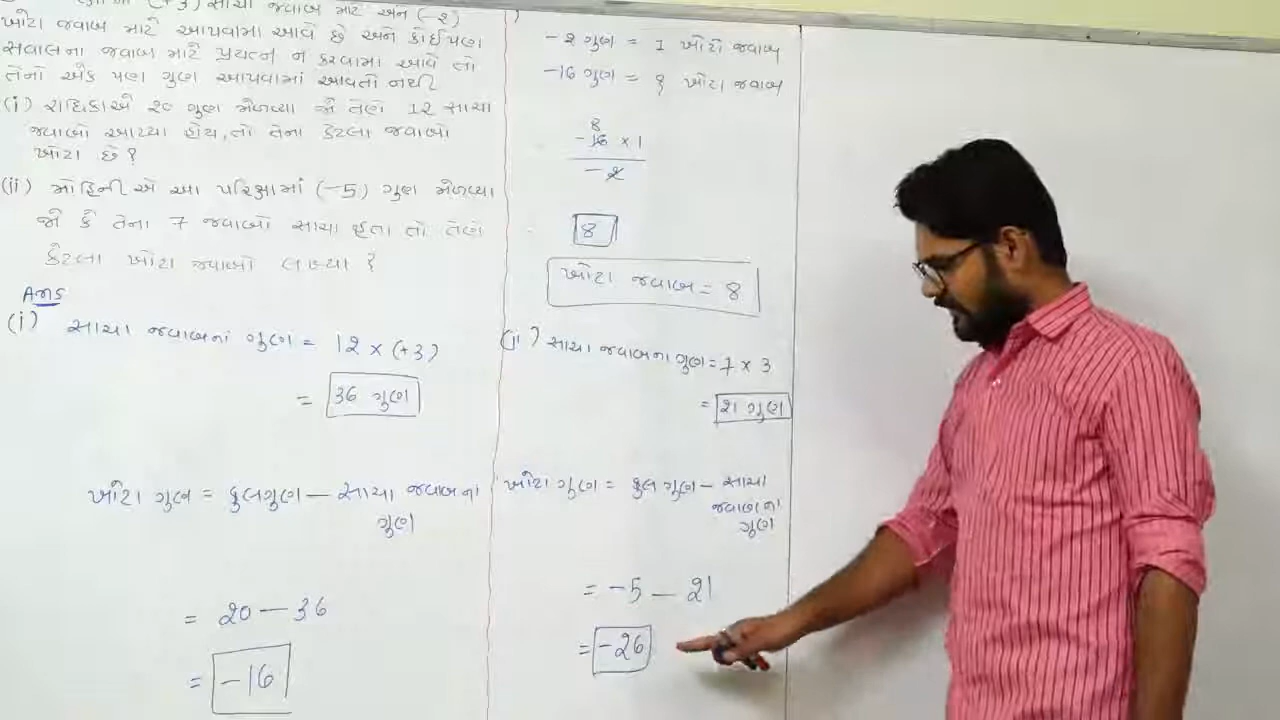 (+3) સાચા જવાબ માટે અને (-2)
ખોટા જવાબ માટે આપવામાં આવે છે અને કોઈપણ
સવાલના જવાબ માટે પ્રયત્ન ન કરવામાં આવે તો
તેનો એક પણ ગુણ આપવામાં આવતો નથી
(i) રાધિકાએ 20 ગુણ મેળવ્યા જો તેણે 12 સાચા
જવાબો આપ્યા હોય, તો તેના કેટલા જવાબો
ખોટા છે ?
(ii) મોહિની એ આ પરિક્ષામાં (-5) ગુણ મેળવ્યા
જો કે તેના 7 જવાબો સાચા હતા તો તેણે
કેટલા ખોટા જવાબો લખ્યા ?
Ans
(i) સાચા જવાબનાં ગુણ = 12 × (+3)
= 36 ગુણ
ખોટા ગુણ = કુલગુણ - સાચા જવાબના
ગુણ
= 20 - 36
= -16
-2 ગુણ = 1 ખોટો જવાબ
-16 ગુણ = ? ખોટા જવાબ
8
-16 × 1
-2
8
ખોટા જવાબ = 8
(ii) સાચા જવાબના ગુણ = 7 × 3
= 21 ગુણ
ખોટા ગુણ = કુલ ગુણ - સાચા
જવાબના
ગુણ
= -5 - 21
= -26